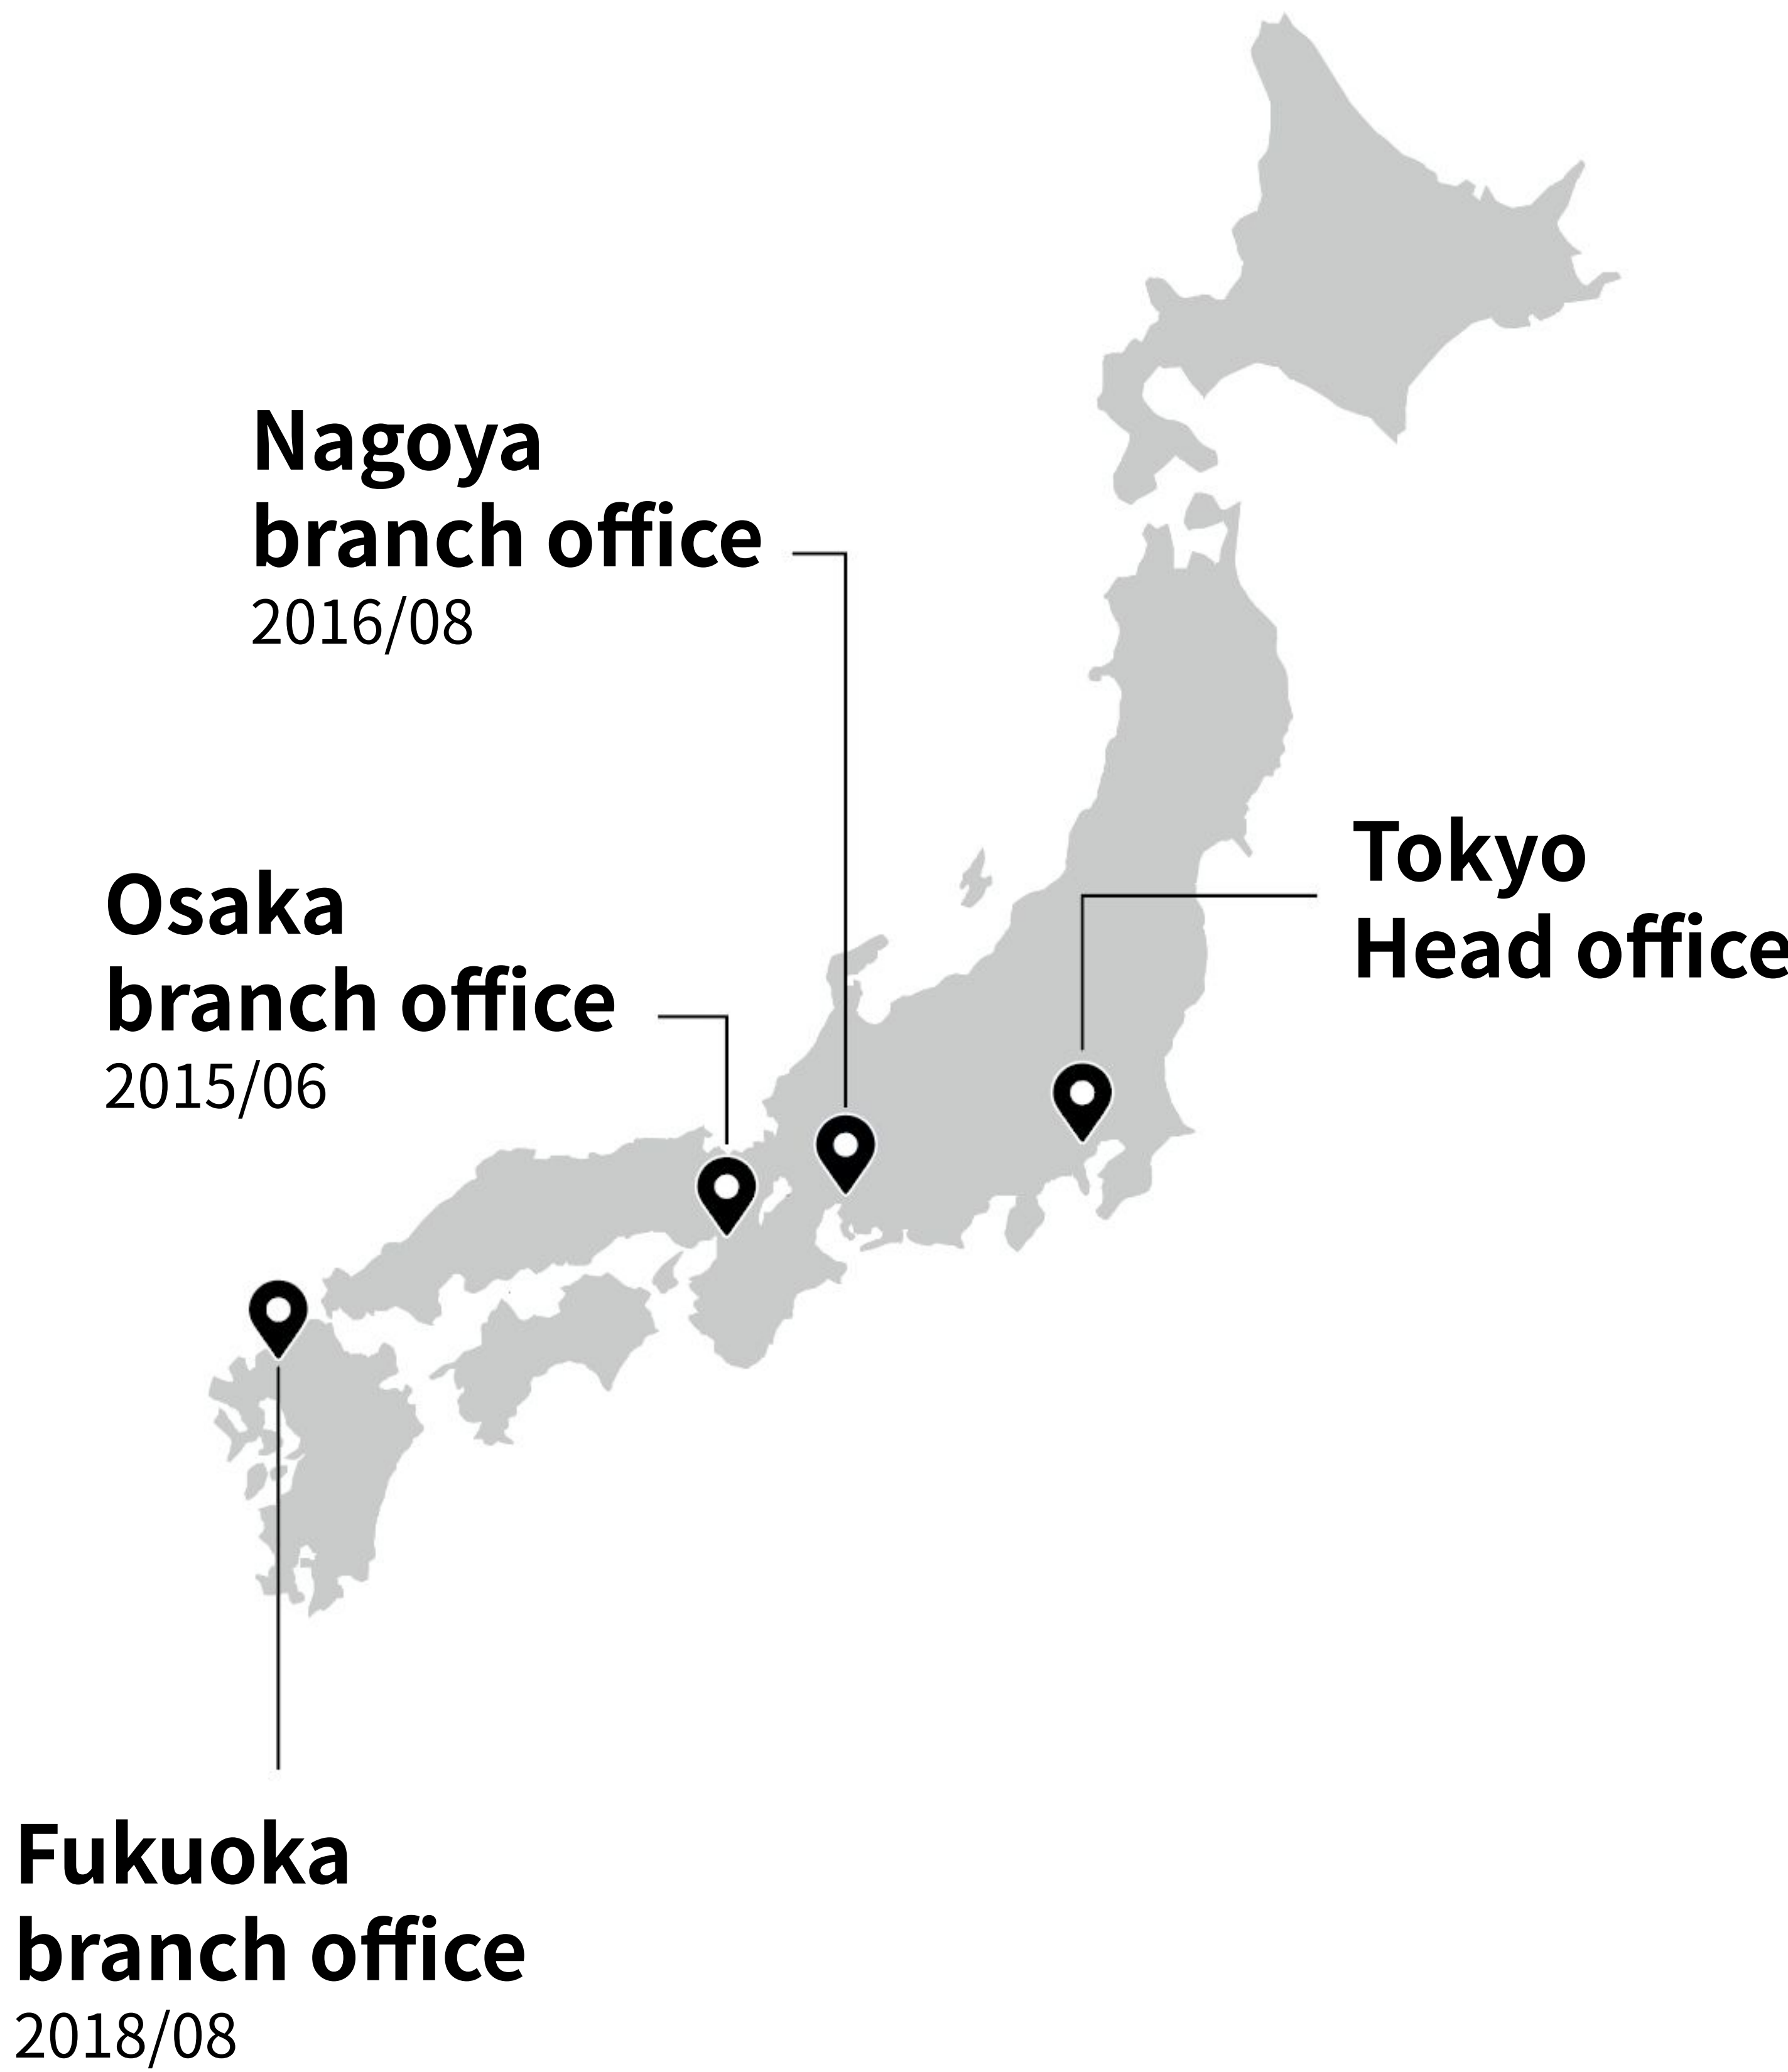 Nagoya
branch office
2016/08
Tokyo
Head office
Osaka
branch office
2015/06
Fukuoka
branch office
2018/08